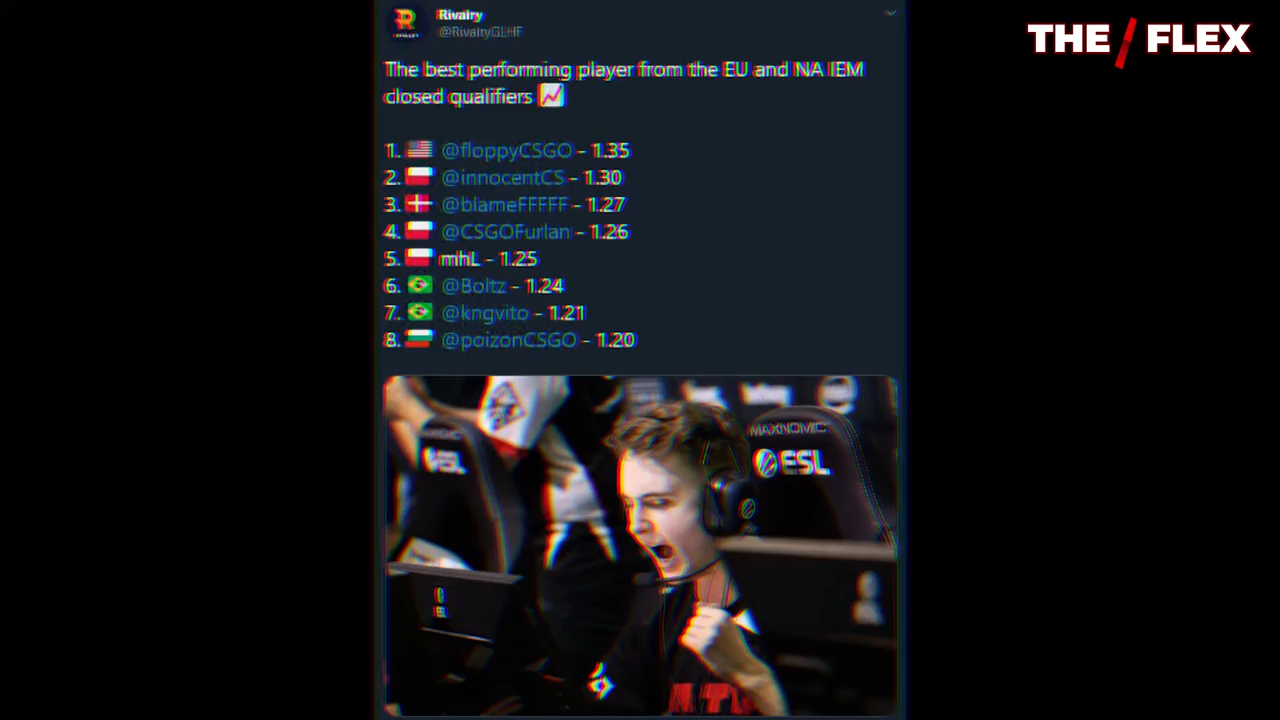 Rivalry
@RivalryGLHF
THE / FLEX
The best performing player from the EU and NA IEM
closed qualifiers
1. @floppyCSGO - 1.35
2. @innocentCS - 1.30
3. @blameFFFFF - 1.27
4. @CSGOFurlan - 1.26
5. mhL - 1.25
6. @Boltz - 1.24
7. @kngvito - 1.21
8. @poizonCSGO - 1.20
MAXNOMIC
ESL
ESL
ESL